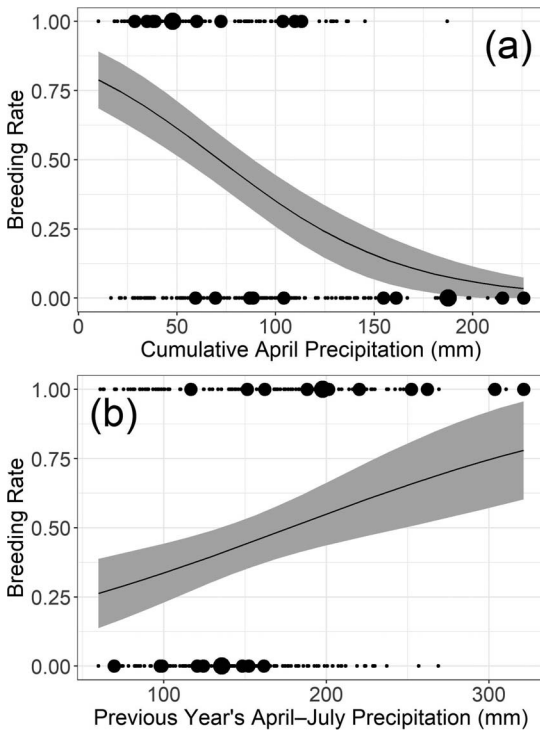 (a)
Breeding Rate
1.00
0.75
0.50
0.25
0.00
0 50 100 150 200
Cumulative April Precipitation (mm)
(b)
Breeding Rate
1.00
0.75
0.50
0.25
0.00
100 200 300
Previous Year's April–July Precipitation (mm)